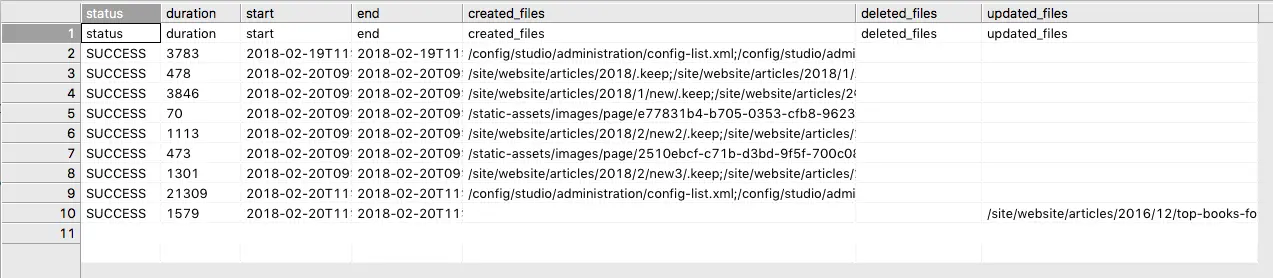 status duration start end created_files deleted_files updated_files
1 status duration start end created_files deleted_files updated_files
2 SUCCESS 3783 2018-02-19T11: 2018-02-19T11: /config/studio/administration/config-list.xml;/config/studio/admi
3 SUCCESS 478 2018-02-20T09: 2018-02-20T09: /site/website/articles/2018/.keep;/site/website/articles/2018/1/.
4 SUCCESS 3846 2018-02-20T09: 2018-02-20T09: /site/website/articles/2018/1/new/.keep;/site/website/articles/20
5 SUCCESS 70 2018-02-20T09: 2018-02-20T09: /static-assets/images/page/e77831b4-b705-0353-cfb8-9623
6 SUCCESS 1113 2018-02-20T09: 2018-02-20T09: /site/website/articles/2018/2/new2/.keep;/site/website/articles/2
7 SUCCESS 473 2018-02-20T09: 2018-02-20T09: /static-assets/images/page/2510ebcf-c71b-d3bd-9f5f-700c08
8 SUCCESS 1301 2018-02-20T09: 2018-02-20T09: /site/website/articles/2018/2/new3/.keep;/site/website/articles/2
9 SUCCESS 21309 2018-02-20T11: 2018-02-20T11: /config/studio/administration/config-list.xml;/config/studio/admi
10 SUCCESS 1579 2018-02-20T11: 2018-02-20T11: /site/website/articles/2016/12/top-books-fo
11